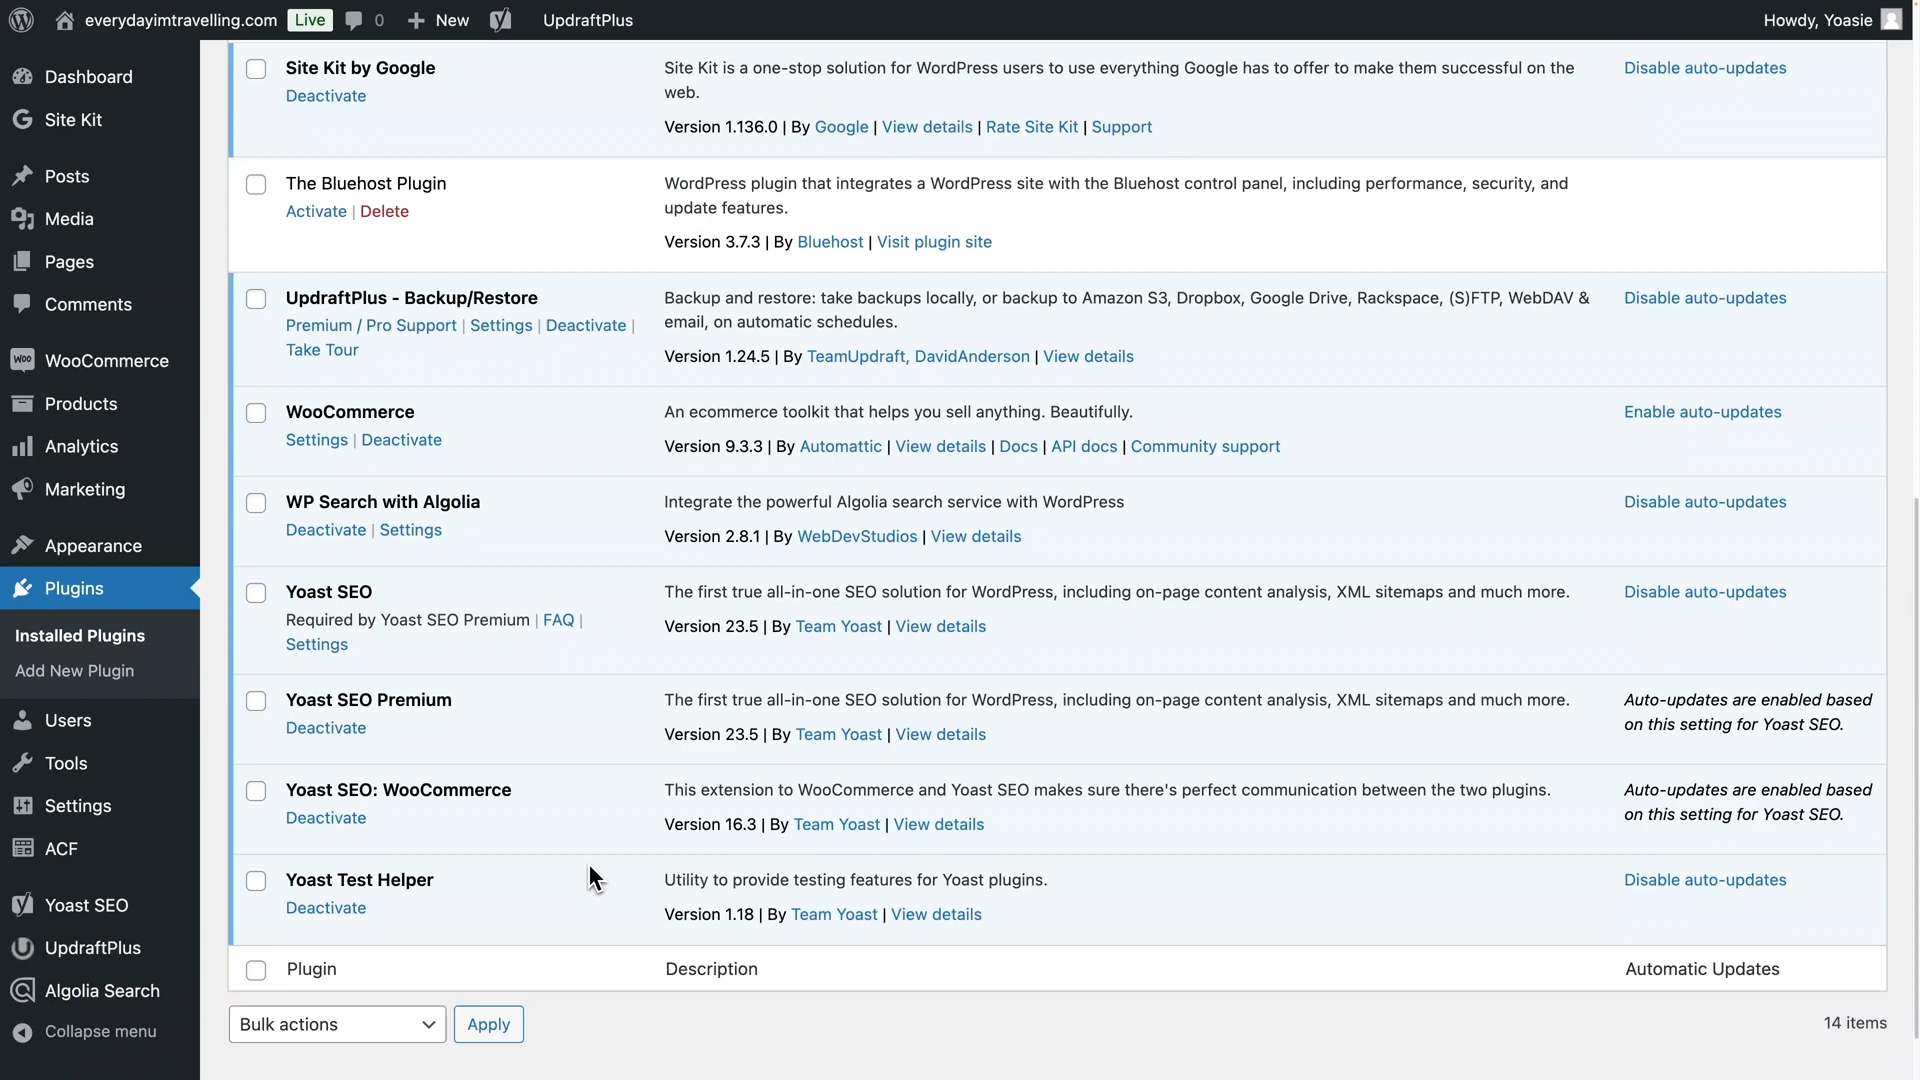 everydayimtravelling.com Live 0 New UpdraftPlus Howdy, Yoasie
Dashboard
Site Kit
Posts
Media
Pages
Comments
WOO WooCommerce
Products
Analytics
Marketing
Appearance
Plugins
Installed Plugins
Add New Plugin
Users
Tools
Settings
ACF
Yoast SEO
UpdraftPlus
Algolia Search
Collapse menu
Site Kit by Google
Deactivate
Site Kit is a one-stop solution for WordPress users to use everything Google has to offer to make them successful on the
web.
Version 1.136.0 | By Google | View details | Rate Site Kit | Support
Disable auto-updates
The Bluehost Plugin
Activate | Delete
WordPress plugin that integrates a WordPress site with the Bluehost control panel, including performance, security, and
update features.
Version 3.7.3 | By Bluehost | Visit plugin site
UpdraftPlus - Backup/Restore
Premium / Pro Support | Settings | Deactivate |
Take Tour
Backup and restore: take backups locally, or backup to Amazon S3, Dropbox, Google Drive, Rackspace, (S)FTP, WebDAV &
email, on automatic schedules.
Version 1.24.5 | By TeamUpdraft, DavidAnderson | View details
Disable auto-updates
WooCommerce
Settings | Deactivate
An ecommerce toolkit that helps you sell anything. Beautifully.
Version 9.3.3 | By Automattic | View details | Docs | API docs | Community support
Enable auto-updates
WP Search with Algolia
Deactivate | Settings
Integrate the powerful Algolia search service with WordPress
Version 2.8.1 | By WebDevStudios | View details
Disable auto-updates
Yoast SEO
Required by Yoast SEO Premium | FAQ |
Settings
The first true all-in-one SEO solution for WordPress, including on-page content analysis, XML sitemaps and much more.
Version 23.5 | By Team Yoast | View details
Disable auto-updates
Yoast SEO Premium
Deactivate
The first true all-in-one SEO solution for WordPress, including on-page content analysis, XML sitemaps and much more.
Version 23.5 | By Team Yoast | View details
Auto-updates are enabled based
on this setting for Yoast SEO.
Yoast SEO: WooCommerce
Deactivate
This extension to WooCommerce and Yoast SEO makes sure there's perfect communication between the two plugins.
Version 16.3 | By Team Yoast | View details
Auto-updates are enabled based
on this setting for Yoast SEO.
Yoast Test Helper
Deactivate
Utility to provide testing features for Yoast plugins.
Version 1.18 | By Team Yoast | View details
Disable auto-updates
Plugin Description Automatic Updates
Bulk actions Apply 14 items